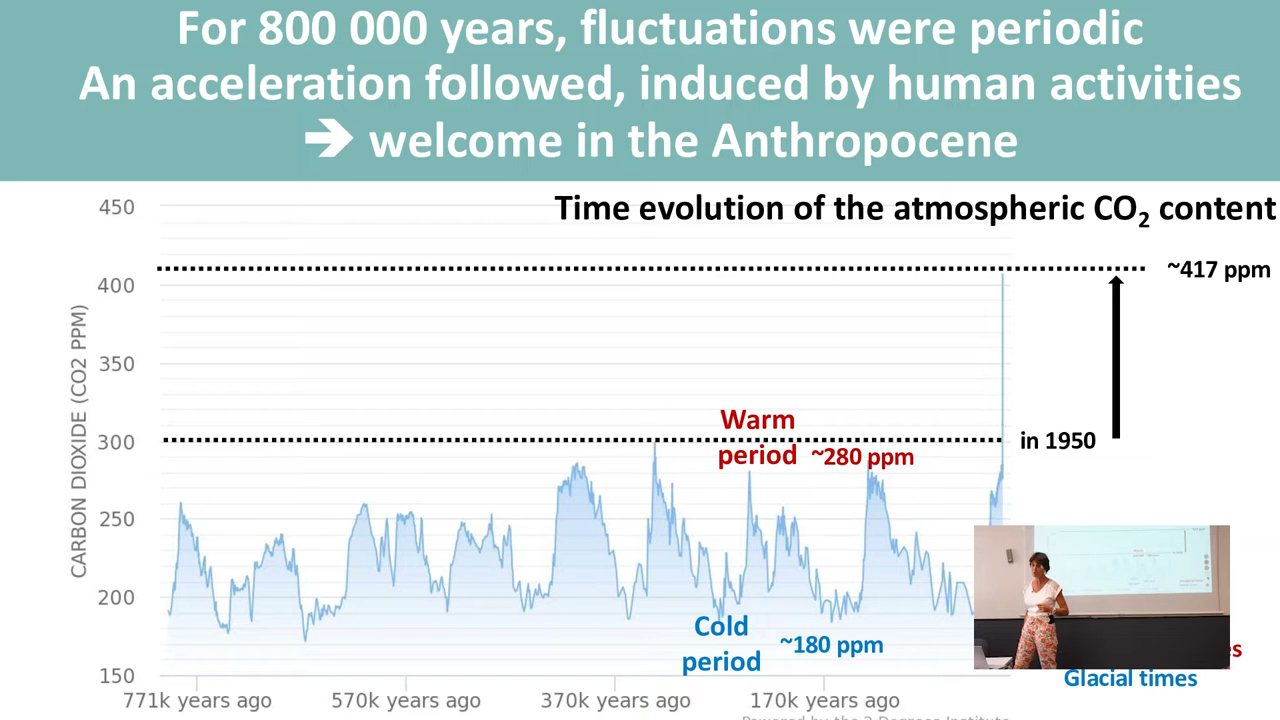 For 800 000 years, fluctuations were periodic
An acceleration followed, induced by human activities
➔ welcome in the Anthropocene
Time evolution of the atmospheric CO2 content
450
~417 ppm
400
350
CARBON DIOXIDE (CO2 PPM)
Warm
period ~280 ppm
300
in 1950
250
200
Cold
period
~180 ppm
150
Glacial times
771k years ago
570k years ago
370k years ago
170k years ago